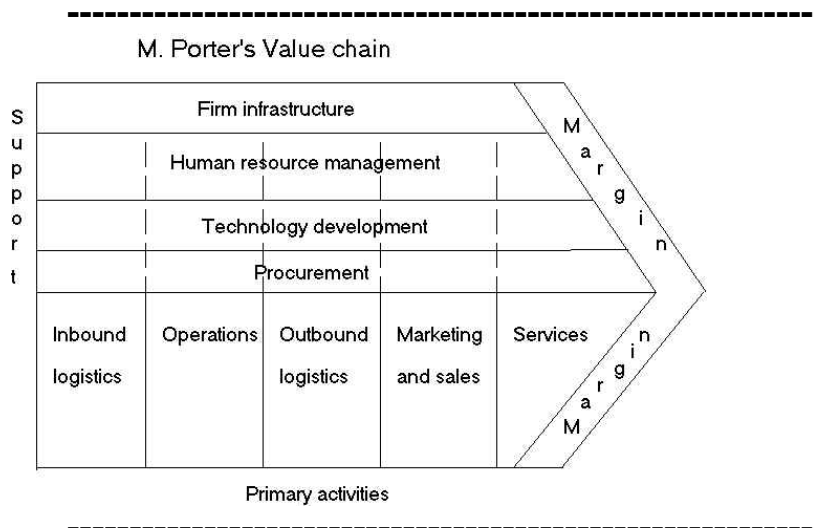 M. Porter's Value chain
Support
Firm infrastructure
Human resource management
Technology development
Procurement
Margin
Inbound
logistics
Operations
Outbound
logistics
Marketing
and sales
Services
Margin
Primary activities